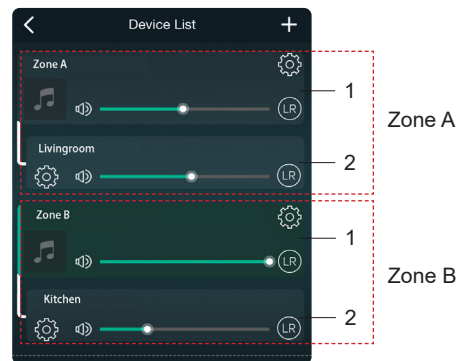 Device List
Zone A
1
LR
Zone A
Livingroom
2
LR
Zone B
1
LR
Zone B
Kitchen
2
LR